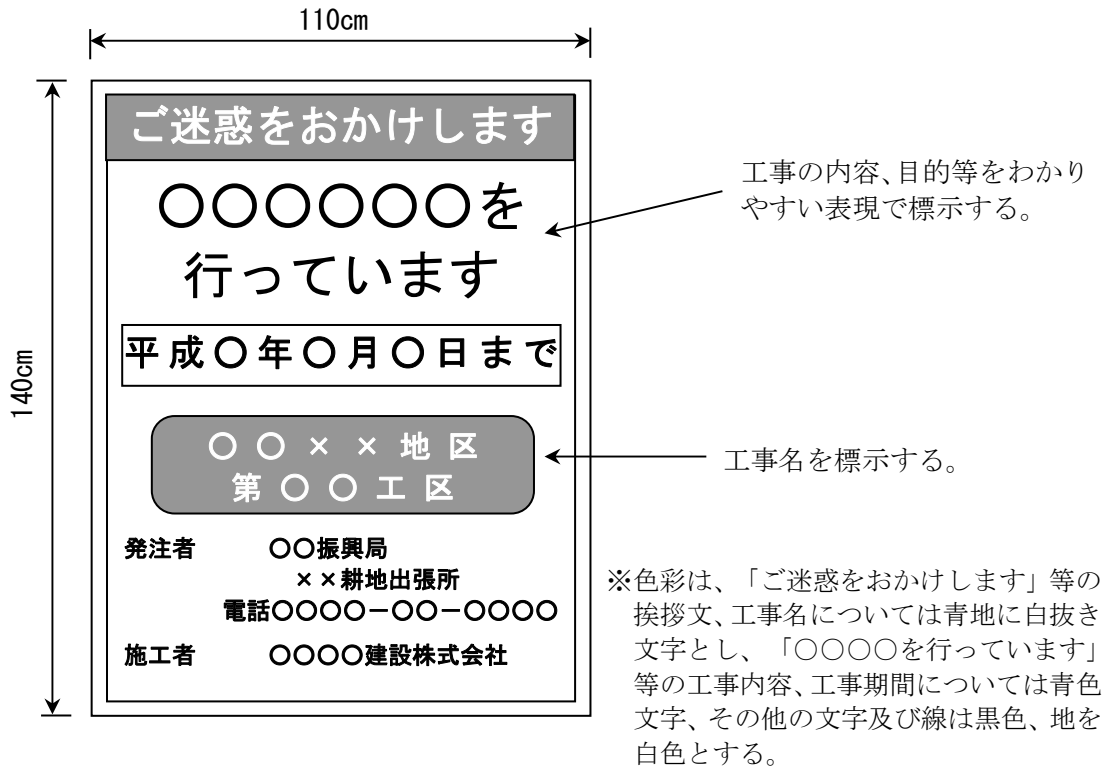 110cm
140cm
ご迷惑をおかけします
○○○○○○を
行っています
平成○年○月○日まで
○○××地区
第○○工区
発注者 ○○振興局
××耕地出張所
電話○○○○－○○－○○○○
施工者 ○○○○建設株式会社
工事の内容、目的等をわかり
やすい表現で標示する。
工事名を標示する。
※色彩は、「ご迷惑をおかけします」等の
挨拶文、工事名については青地に白抜き
文字とし、「○○○○を行っています」
等の工事内容、工事期間については青色
文字、その他の文字及び線は黒色、地を
白色とする。